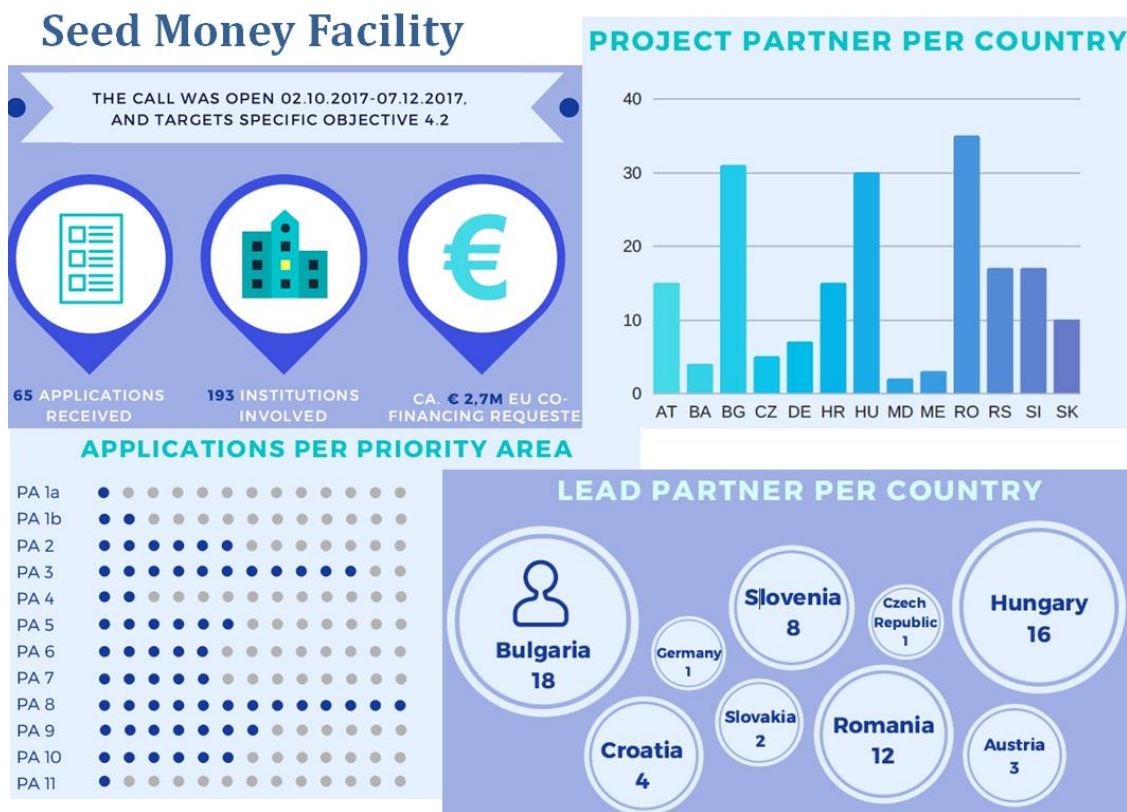 Seed Money Facility
THE CALL WAS OPEN 02.10.2017-07.12.2017,
AND TARGETS SPECIFIC OBJECTIVE 4.2
65 APPLICATIONS
RECEIVED
193 INSTITUTIONS
INVOLVED
€
CA. € 2,7M EU CO-
FINANCING REQUESTE
PROJECT PARTNER PER COUNTRY
40
30
20
10
0
AT BA BG CZ DE HR HU MD ME RO RS SI SK
APPLICATIONS PER PRIORITY AREA
PA 1a
PA 1b
PA 2
PA 3
PA 4
PA 5
PA 6
PA 7
PA 8
PA 9
PA 10
PA 11
LEAD PARTNER PER COUNTRY
Bulgaria
18
Germany
1
Slovenia
8
Czech
Republic
1
Hungary
16
Croatia
4
Slovakia
2
Romania
12
Austria
3